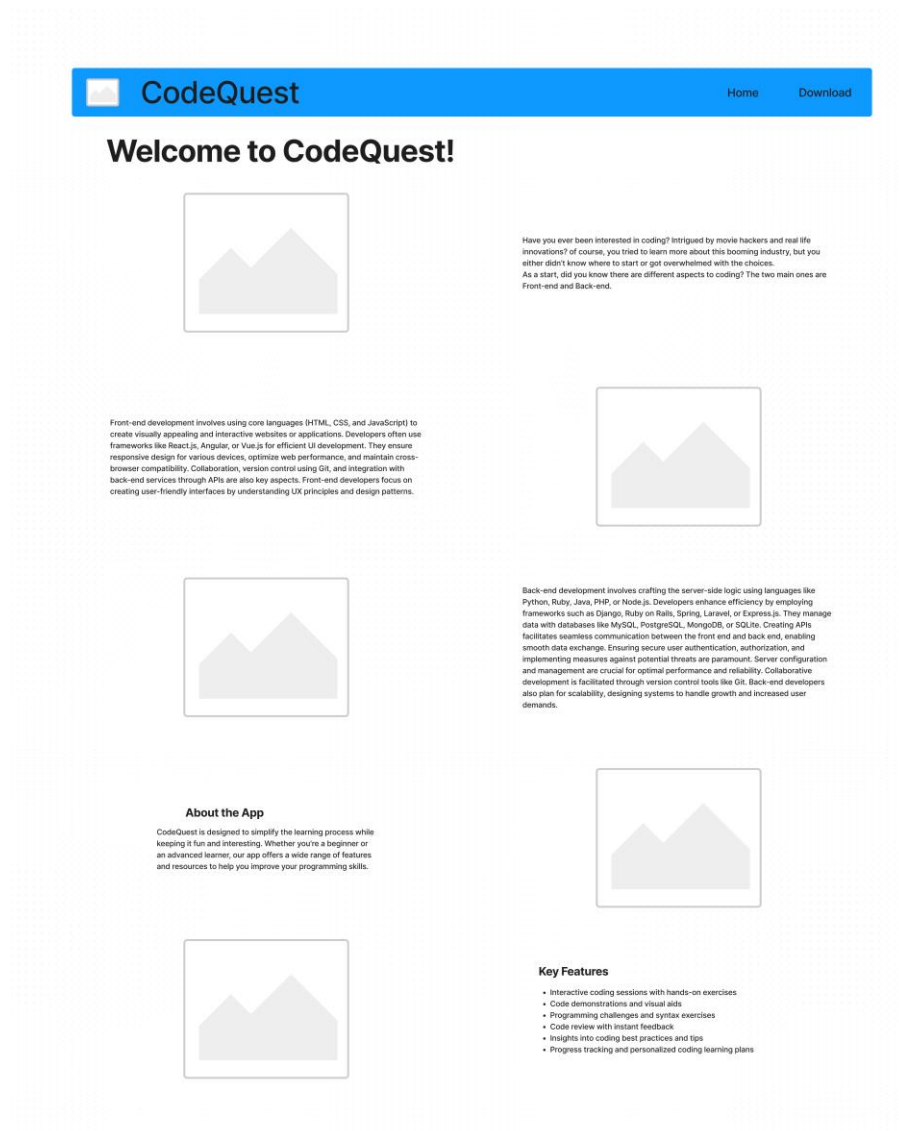 CodeQuest
Home
Download
Welcome to CodeQuest!
Have you ever been interested in coding? Intrigued by movie hackers and real life
innovations? of course, you tried to learn more about this booming industry, but you
either didn't know where to start or got overwhelmed with the choices.
As a start, did you know there are different aspects to coding? The two main ones are
Front-end and Back-end.
Front-end development involves using core languages (HTML, CSS, and JavaScript) to
create visually appealing and interactive websites or applications. Developers often use
frameworks like React.js, Angular, or Vue.js for efficient UI development. They ensure
responsive design for various devices, optimize web performance, and maintain cross-
browser compatibility. Collaboration, version control using Git, and integration with
back-end services through APIs are also key aspects. Front-end developers focus on
creating user-friendly interfaces by understanding UX principles and design patterns.
Back-end development involves crafting the server-side logic using languages like
Python, Ruby, Java, PHP, or Node.js. Developers enhance efficiency by employing
frameworks such as Django, Ruby on Rails, Spring, Laravel, or Express.js. They manage
data with databases like MySQL, PostgreSQL, MongoDB, or SQLite. Creating APIs
facilitates seamless communication between the front end and back end, enabling
smooth data exchange. Ensuring secure user authentication, authorization, and
implementing measures against potential threats are paramount. Server configuration
and management are crucial for optimal performance and reliability. Collaborative
development is facilitated through version control tools like Git. Back-end developers
also plan for scalability, designing systems to handle growth and increased user
demands.
About the App
CodeQuest is designed to simplify the learning process while
keeping it fun and interesting. Whether you're a beginner or
an advanced learner, our app offers a wide range of features
and resources to help you improve your programming skills.
Key Features
• Interactive coding sessions with hands-on exercises
• Code demonstrations and visual aids
• Programming challenges and syntax exercises
• Code review with instant feedback
• Insights into coding best practices and tips
• Progress tracking and personalized coding learning plans